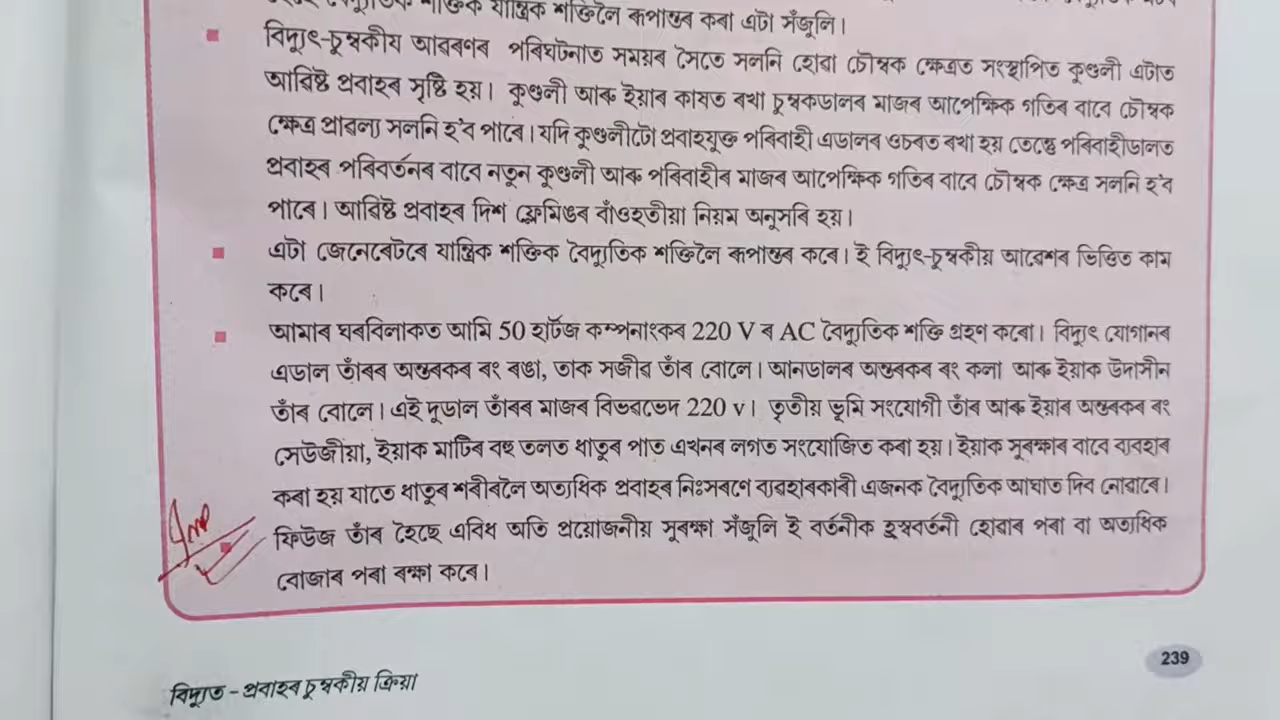 বৈদ্যুতিক শক্তিক যান্ত্ৰিক শক্তিলৈ ৰূপান্তৰ কৰা এটা সঁজুলি।
বিদ্যুৎ-চুম্বকীয় আৱৰণৰ পৰিঘটনাত সময়ৰ সৈতে সলনি হোৱা চৌম্বক ক্ষেত্ৰত সংস্থাপিত কুণ্ডলী এটাত
আৱিষ্ট প্ৰবাহৰ সৃষ্টি হয়। কুণ্ডলী আৰু ইয়াৰ কাষত ৰখা চুম্বকডালৰ মাজৰ আপেক্ষিক গতিৰ বাবে চৌম্বক
ক্ষেত্ৰ প্ৰাৱল্য সলনি হ'ব পাৰে। যদি কুণ্ডলীটো প্ৰবাহযুক্ত পৰিবাহী এডালৰ ওচৰত ৰখা হয় তেন্তে পৰিবাহীডালত
প্ৰবাহৰ পৰিবৰ্তনৰ বাবে নতুন কুণ্ডলী আৰু পৰিবাহীৰ মাজৰ আপেক্ষিক গতিৰ বাবে চৌম্বক ক্ষেত্ৰ সলনি হ'ব
পাৰে। আৱিষ্ট প্ৰবাহৰ দিশ ফ্লেমিঙৰ বাঁওহতীয়া নিয়ম অনুসৰি হয়।
এটা জেনেৰেটৰে যান্ত্ৰিক শক্তিক বৈদ্যুতিক শক্তিলৈ ৰূপান্তৰ কৰে। ই বিদ্যুৎ-চুম্বকীয় আৱেশৰ ভিত্তিত কাম
কৰে।
আমাৰ ঘৰবিলাকত আমি 50 হাৰ্টজ কম্পনাংকৰ 220 V ৰ AC বৈদ্যুতিক শক্তি গ্ৰহণ কৰো। বিদ্যুৎ যোগানৰ
এডাল তাঁৰৰ অন্তৰকৰ ৰং ৰঙা, তাক সজীৱ তাঁৰ বোলে। আনডালৰ অন্তৰকৰ ৰং কলা আৰু ইয়াক উদাসীন
তাঁৰ বোলে। এই দুডাল তাঁৰৰ মাজৰ বিভৱভেদ 220 v। তৃতীয় ভূমি সংযোগী তাঁৰ আৰু ইয়াৰ অন্তৰকৰ ৰং
সেউজীয়া, ইয়াক মাটিৰ বহু তলত ধাতুৰ পাত এখনৰ লগত সংযোজিত কৰা হয়। ইয়াক সুৰক্ষাৰ বাবে ব্যবহাৰ
কৰা হয় যাতে ধাতুৰ শৰীৰলৈ অত্যধিক প্ৰবাহৰ নিঃসৰণে ব্যৱহাৰকাৰী এজনক বৈদ্যুতিক আঘাত দিব নোৱাৰে।
Imp
ফিউজ তাঁৰ হৈছে এবিধ অতি প্ৰয়োজনীয় সুৰক্ষা সঁজুলি ই বৰ্তনীক হ্ৰস্ববৰ্তনী হোৱাৰ পৰা বা অত্যধিক
বোজাৰ পৰা ৰক্ষা কৰে।
239
বিদ্যুত – প্ৰবাহৰ চুম্বকীয় ক্ৰিয়া